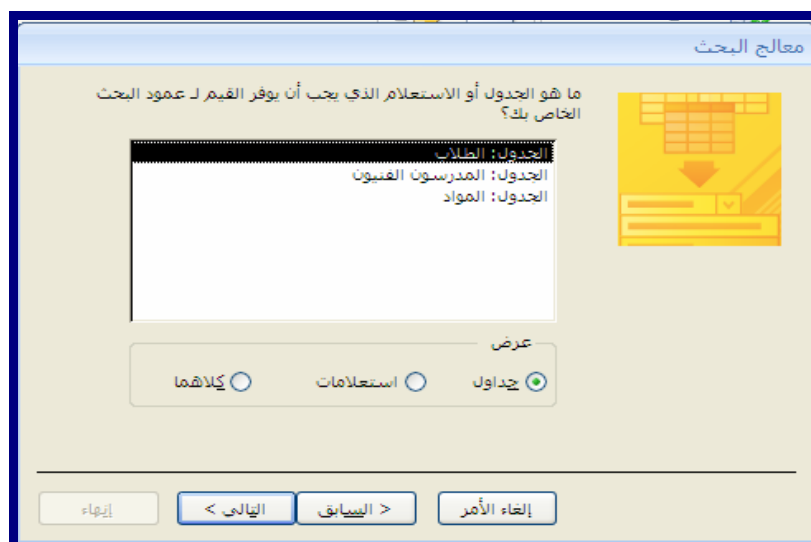 معالج البحث
ما هو الجدول أو الاستعلام الذي يجب أن يوفر القيم لـ عمود البحث
الخاص بك؟
الجدول: الطلاب
الجدول: المدرسون الفنيون
الجدول: المواد
عرض
جداول استعلامات كلاهما
إلغاء الأمر < السابق التالي > إنهاء